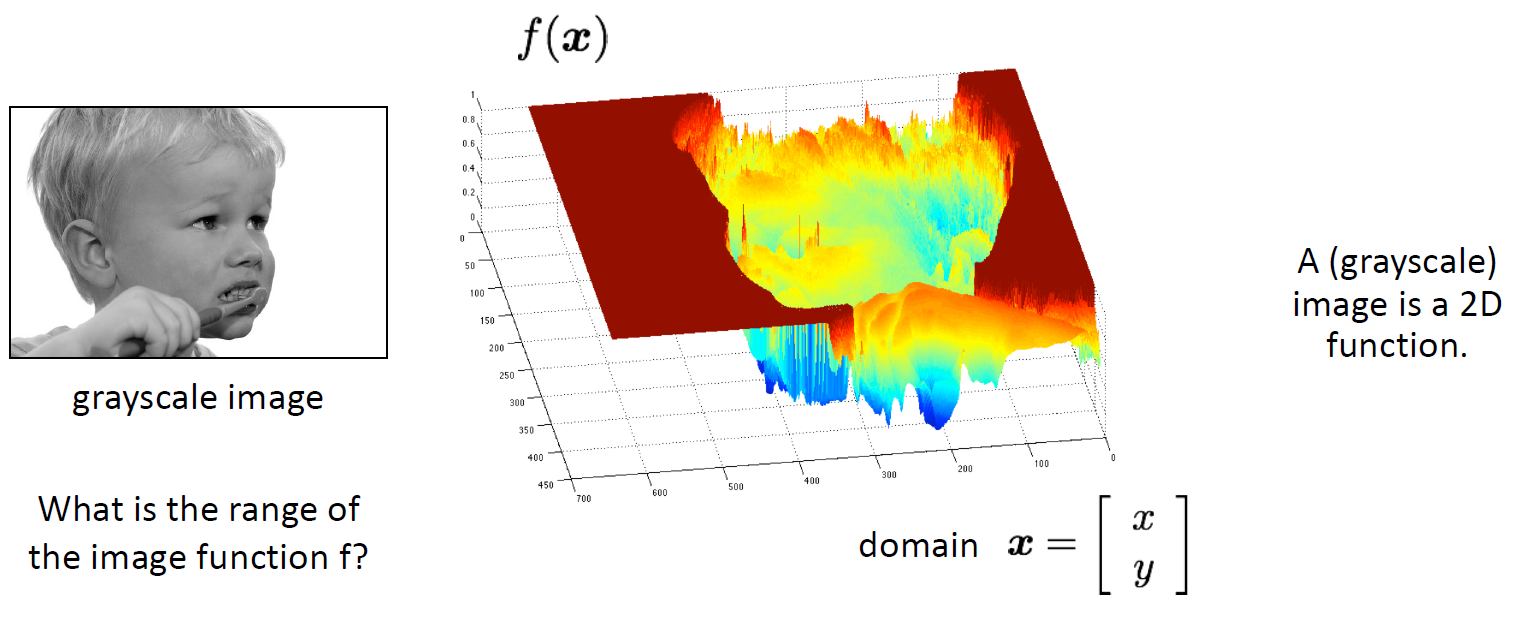 f(x)
1
0.8
0.6
0.4
0.2
0
0
50
100
150
200
250
300
350
400
450
700
600
500
400
300
200
100
0
grayscale image
What is the range of
the image function f?
domain x = [ x
y ]
A (grayscale)
image is a 2D
function.